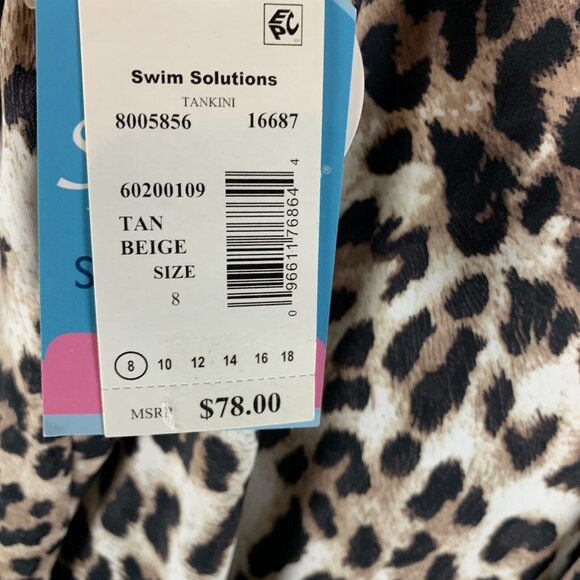 EPC
Swim Solutions
TANKINI
8005856 16687
60200109
TAN
BEIGE
SIZE
8
0 96611 76864 4
8 10 12 14 16 18
MSRP $78.00
S
S
®